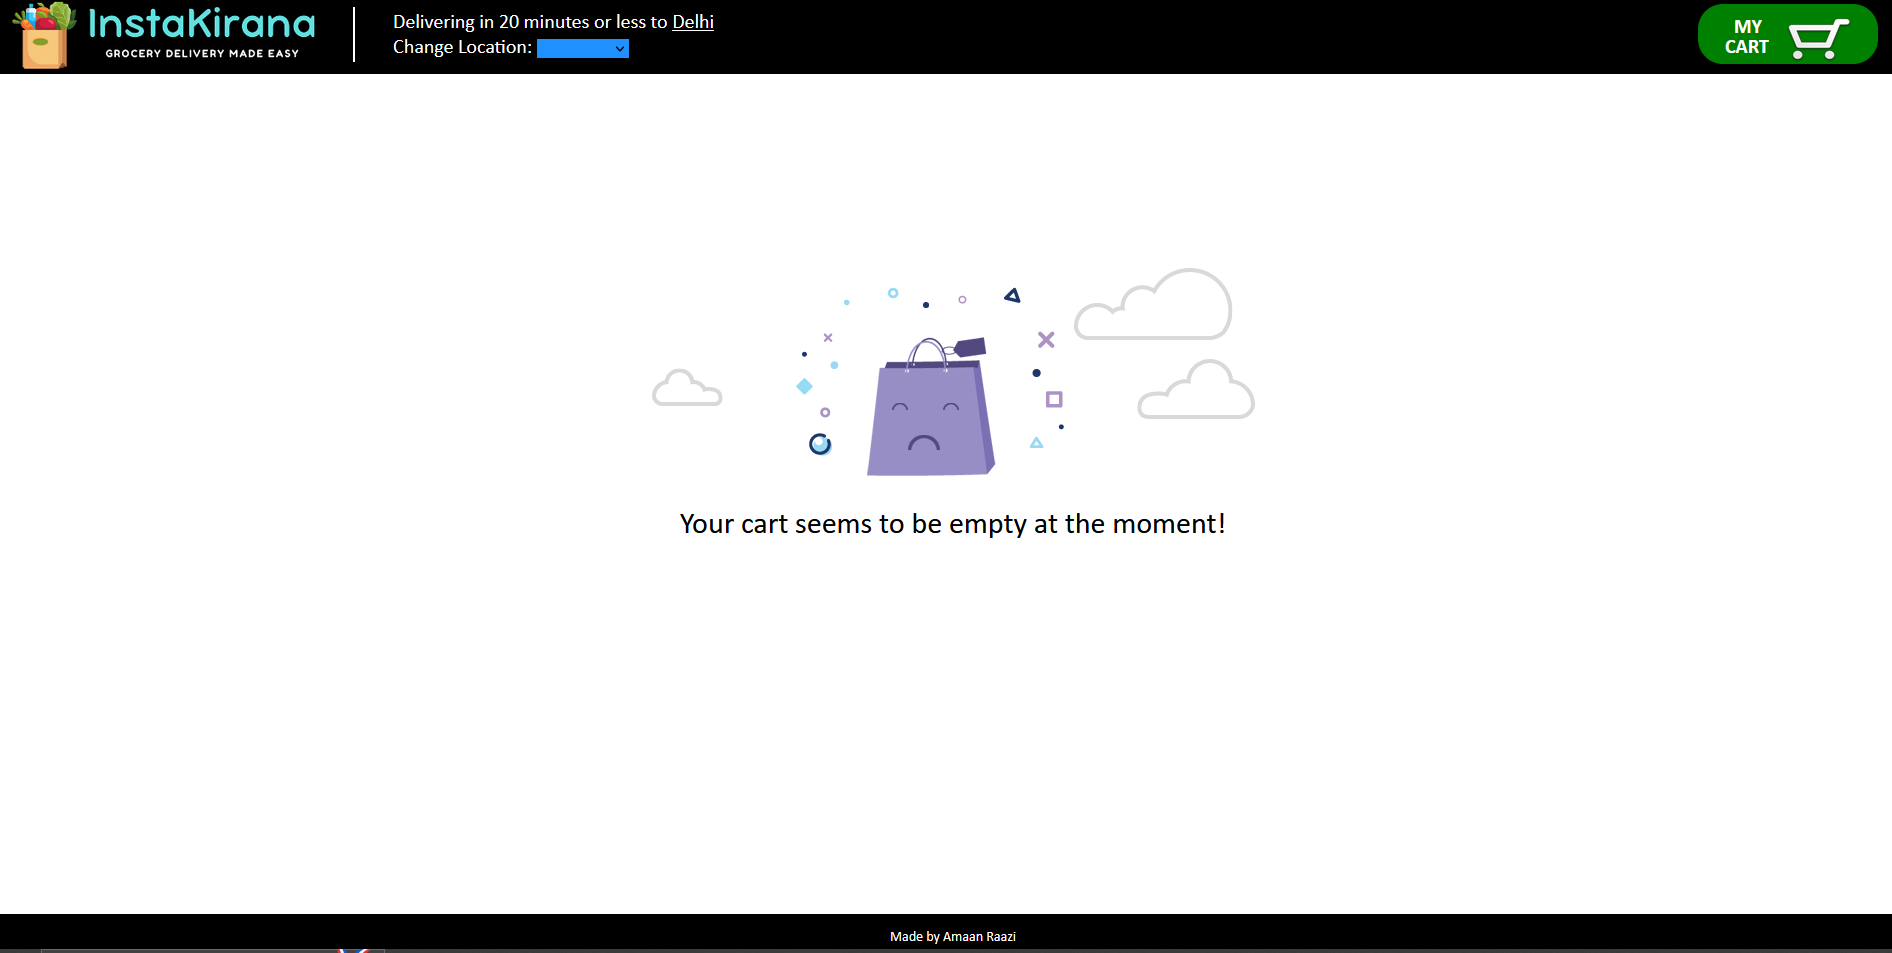 InstaKirana
GROCERY DELIVERY MADE EASY
Delivering in 20 minutes or less to Delhi
Change Location:
MY
CART
Your cart seems to be empty at the moment!
Made by Amaan Raazi